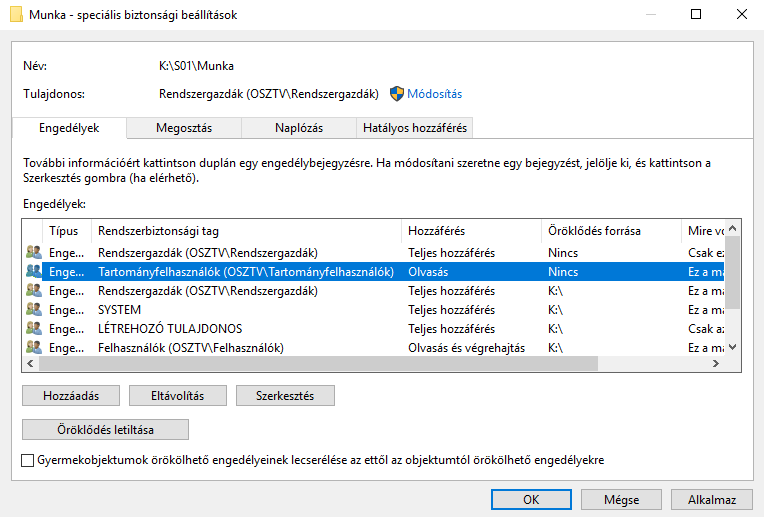 Munka - speciális biztonsági beállítások
Név: K:\S01\Munka
Tulajdonos: Rendszergazdák (OSZTV\Rendszergazdák) Módosítás
Engedélyek Megosztás Naplózás Hatályos hozzáférés
További információért kattintson duplán egy engedélybejegyzésre. Ha módosítani szeretne egy bejegyzést, jelölje ki, és kattintson a
Szerkesztés gombra (ha elérhető).
Engedélyek:
Típus Rendszerbiztonsági tag Hozzáférés Öröklődés forrása Mire vo
Enge... Rendszergazdák (OSZTV\Rendszergazdák) Teljes hozzáférés Nincs Csak ez
Enge... Tartományfelhasználók (OSZTV\Tartományfelhasználók) Olvasás Nincs Ez a ma
Enge... Rendszergazdák (OSZTV\Rendszergazdák) Teljes hozzáférés K:\ Ez a ma
Enge... SYSTEM Teljes hozzáférés K:\ Ez a ma
Enge... LÉTREHOZÓ TULAJDONOS Teljes hozzáférés K:\ Csak az
Enge... Felhasználók (OSZTV\Felhasználók) Olvasás és végrehajtás K:\ Ez a ma
Hozzáadás Eltávolítás Szerkesztés
Öröklődés letiltása
Gyermekobjektumok örökölhető engedélyeinek lecserélése az ettől az objektumtól örökölhető engedélyekre
OK Mégse Alkalmaz